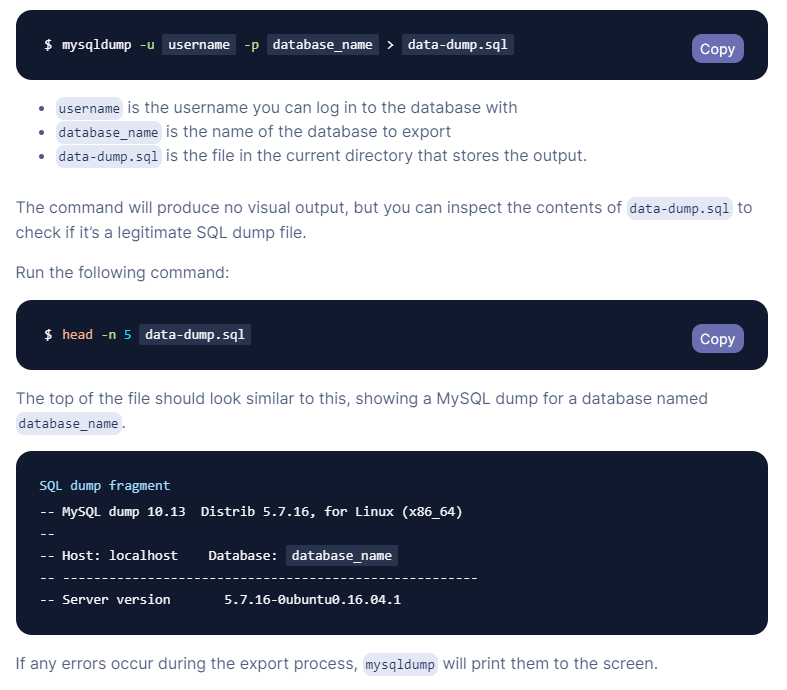 $ mysqldump -u username -p database_name > data-dump.sql
Copy
username is the username you can log in to the database with
database_name is the name of the database to export
data-dump.sql is the file in the current directory that stores the output.
The command will produce no visual output, but you can inspect the contents of data-dump.sql to
check if it’s a legitimate SQL dump file.
Run the following command:
$ head -n 5 data-dump.sql
Copy
The top of the file should look similar to this, showing a MySQL dump for a database named
database_name.
SQL dump fragment
-- MySQL dump 10.13  Distrib 5.7.16, for Linux (x86_64)
--
-- Host: localhost    Database: database_name
-- ------------------------------------------------------
-- Server version       5.7.16-0ubuntu0.16.04.1
If any errors occur during the export process, mysqldump will print them to the screen.